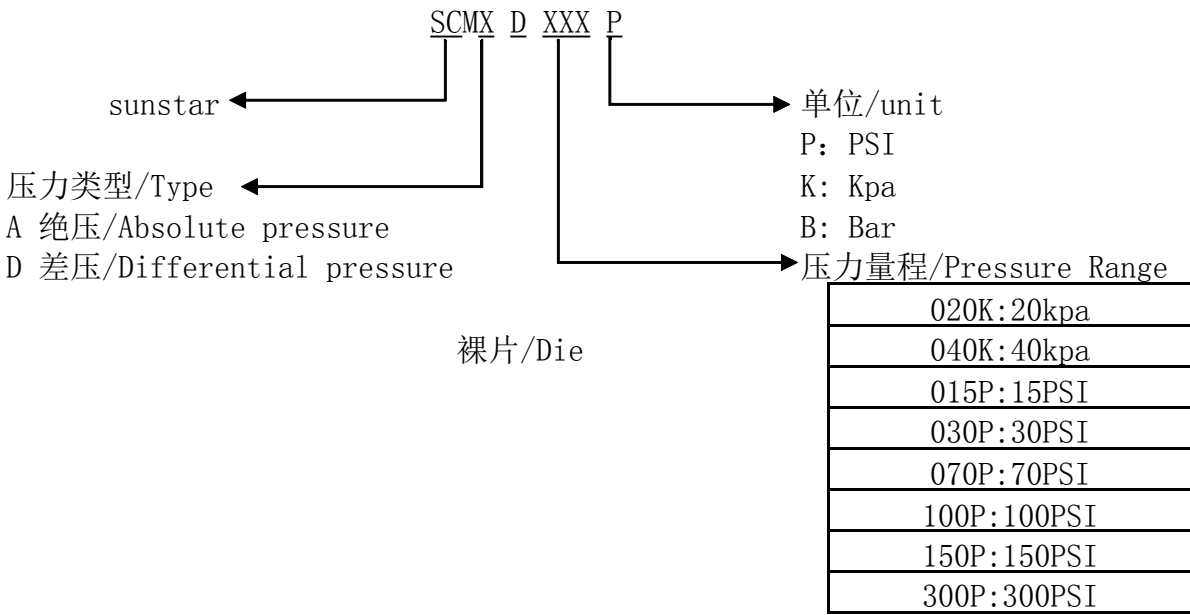 SCMX D XXX P
sunstar
单位/unit
P: PSI
K: Kpa
B: Bar
压力类型/Type
A 绝压/Absolute pressure
D 差压/Differential pressure
压力量程/Pressure Range
020K:20kpa
040K:40kpa
015P:15PSI
030P:30PSI
070P:70PSI
100P:100PSI
150P:150PSI
300P:300PSI
裸片/Die